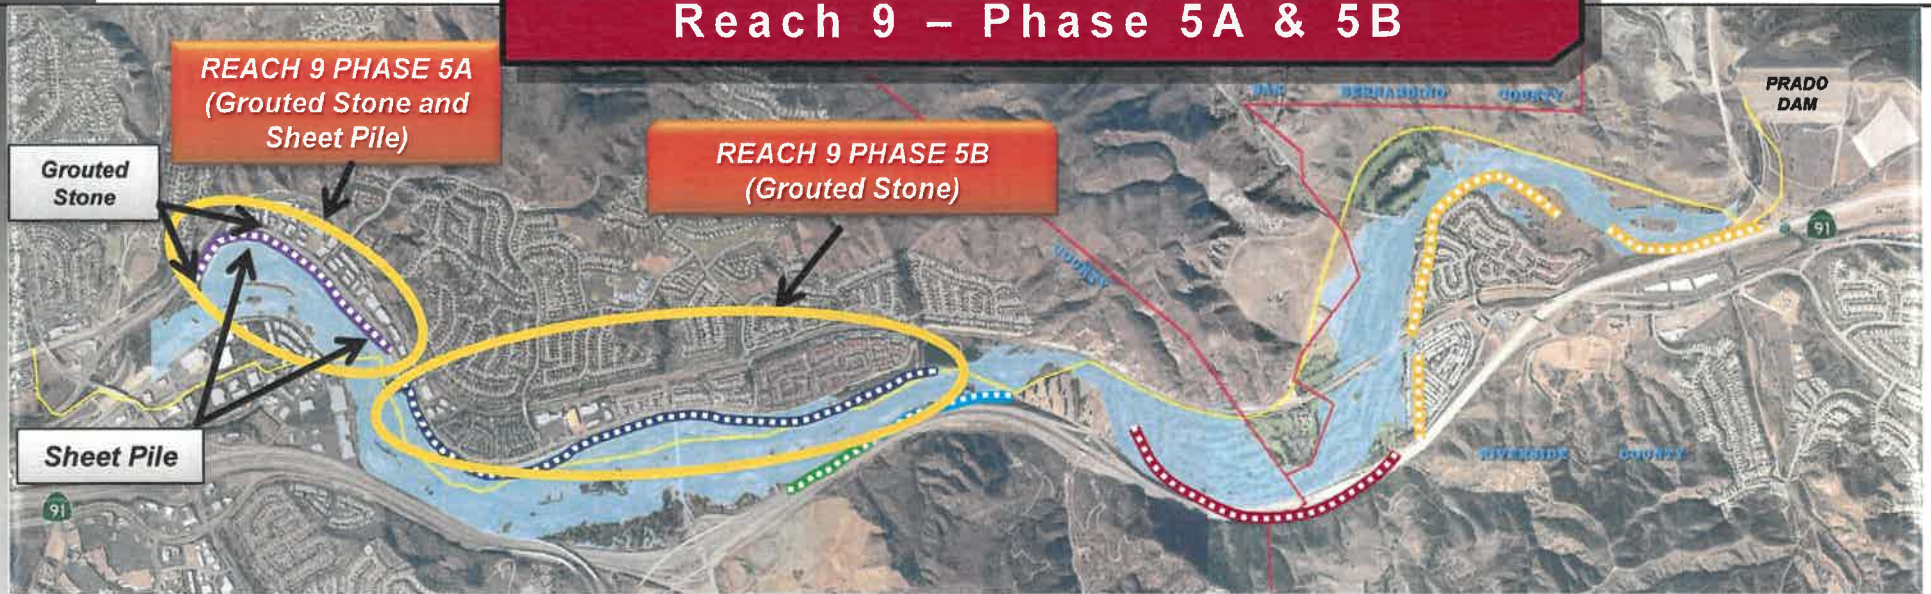 Reach 9 – Phase 5A & 5B
REACH 9 PHASE 5A
(Grouted Stone and
Sheet Pile)
Grouted
Stone
REACH 9 PHASE 5B
(Grouted Stone)
SAN BERNARDINO COUNTY
PRADO
DAM
91
COUNTY
Sheet Pile
RIVERSIDE COUNTY
91